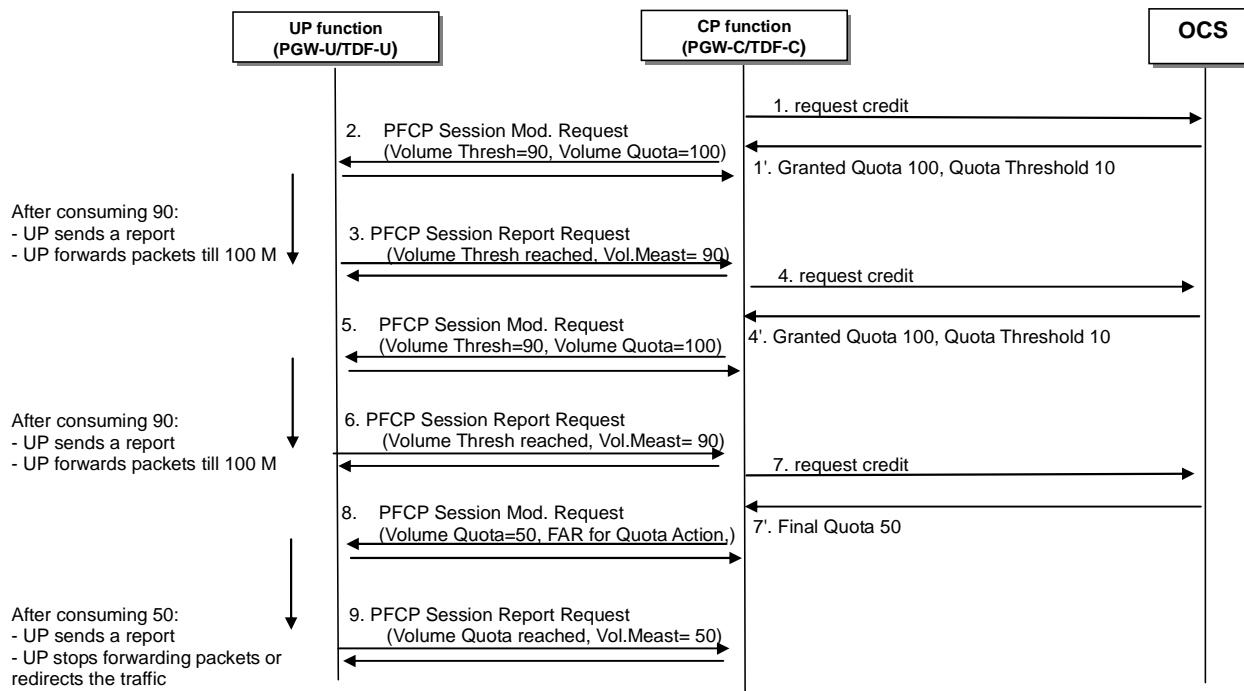 UP function
(PGW-U/TDF-U)
CP function
(PGW-C/TDF-C)
OCS
1. request credit
2. PFCP Session Mod. Request
(Volume Thresh=90, Volume Quota=100)
1'. Granted Quota 100, Quota Threshold 10
After consuming 90:
- UP sends a report
- UP forwards packets till 100 M
3. PFCP Session Report Request
(Volume Thresh reached, Vol.Meast= 90)
4. request credit
5. PFCP Session Mod. Request
(Volume Thresh=90, Volume Quota=100)
4'. Granted Quota 100, Quota Threshold 10
After consuming 90:
- UP sends a report
- UP forwards packets till 100 M
6. PFCP Session Report Request
(Volume Thresh reached, Vol.Meast= 90)
7. request credit
8. PFCP Session Mod. Request
(Volume Quota=50, FAR for Quota Action,)
7'. Final Quota 50
After consuming 50:
- UP sends a report
- UP stops forwarding packets or
redirects the traffic
9. PFCP Session Report Request
(Volume Quota reached, Vol.Meast= 50)